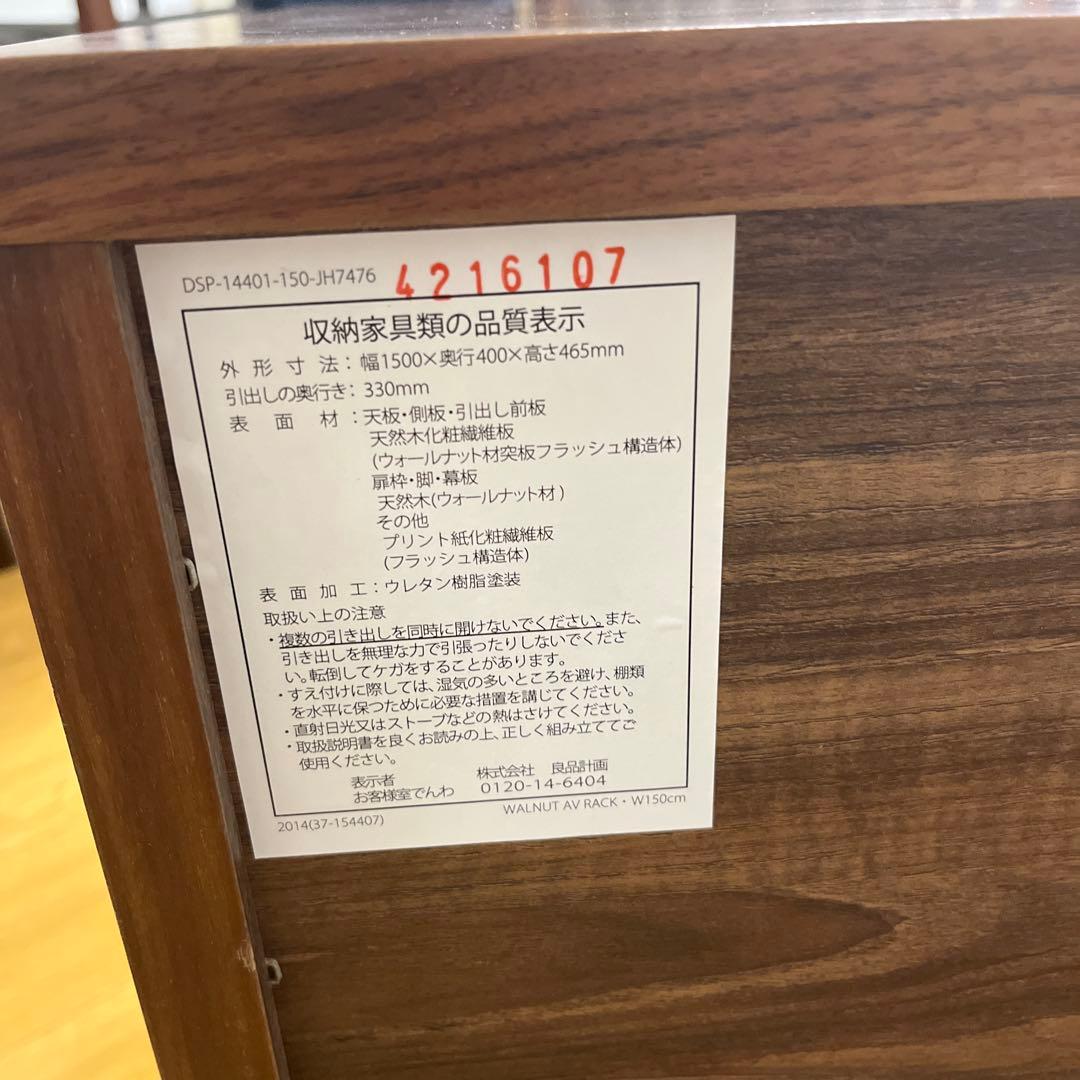 DSP-14401-150-JH7476 4216107
収納家具類の品質表示
外形寸法：幅1500×奥行400×高さ465mm
引出しの奥行き：330mm
表面材：天板・側板・引出し前板
天然木化粧繊維板
(ウォールナット材突板フラッシュ構造体)
扉枠・脚・幕板
天然木(ウォールナット材)
その他
プリント紙化粧繊維板
(フラッシュ構造体)
表面加工：ウレタン樹脂塗装
取扱い上の注意
・複数の引き出しを同時に開けないでください。また、
引き出しを無理な力で引張ったりしないでくださ
い。転倒してケガをすることがあります。
・すえ付けに際しては、湿気の多いところを避け、棚類
を水平に保つために必要な措置を講じてください。
・直射日光又はストーブなどの熱はさけてください。
・取扱説明書を良くお読みの上、正しく組み立ててご
使用ください。
表示者 株式会社 良品計画
お客様室でんわ 0120-14-6404
2014(37-154407) WALNUT AV RACK・W150cm